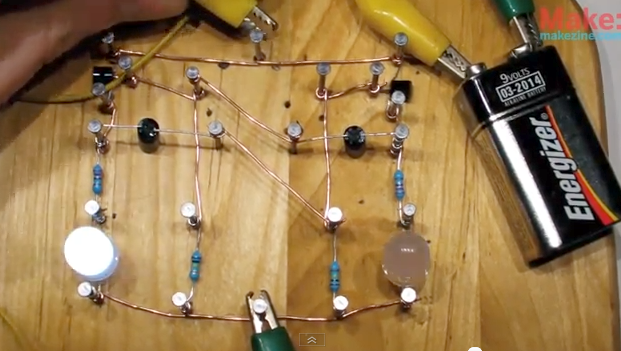 Make:
makezine.com
9VOLTS
03-2014
ALKALINE BATTERY
Energizer